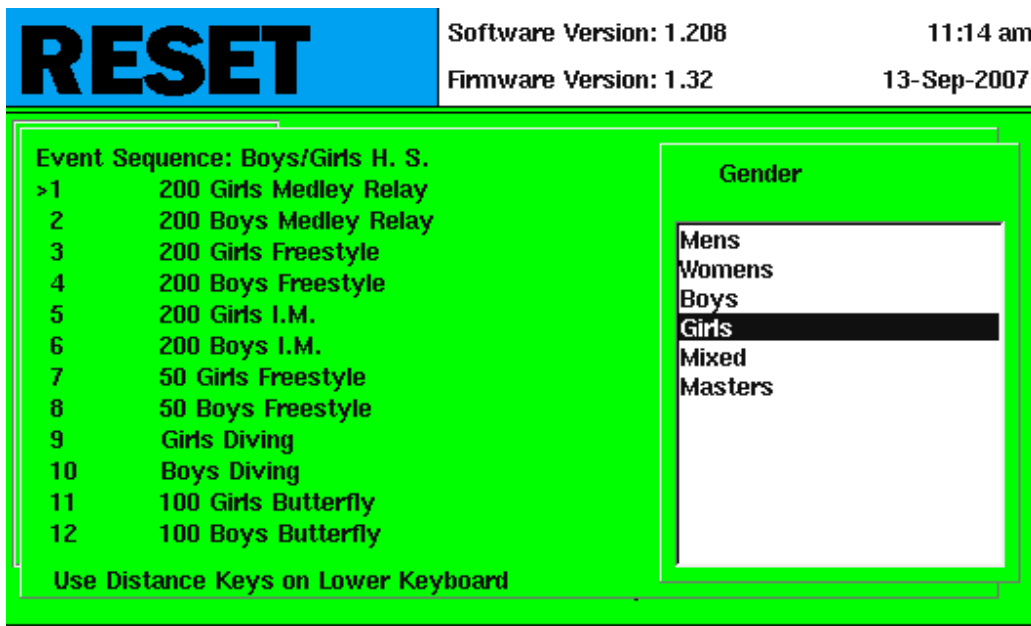 RESET
Software Version: 1.208
11:14 am
Firmware Version: 1.32
13-Sep-2007
Event Sequence: Boys/Girls H. S.
>1 200 Girls Medley Relay
2 200 Boys Medley Relay
3 200 Girls Freestyle
4 200 Boys Freestyle
5 200 Girls I.M.
6 200 Boys I.M.
7 50 Girls Freestyle
8 50 Boys Freestyle
9 Girls Diving
10 Boys Diving
11 100 Girls Butterfly
12 100 Boys Butterfly
Use Distance Keys on Lower Keyboard
Gender
Mens
Womens
Boys
Girls
Mixed
Masters